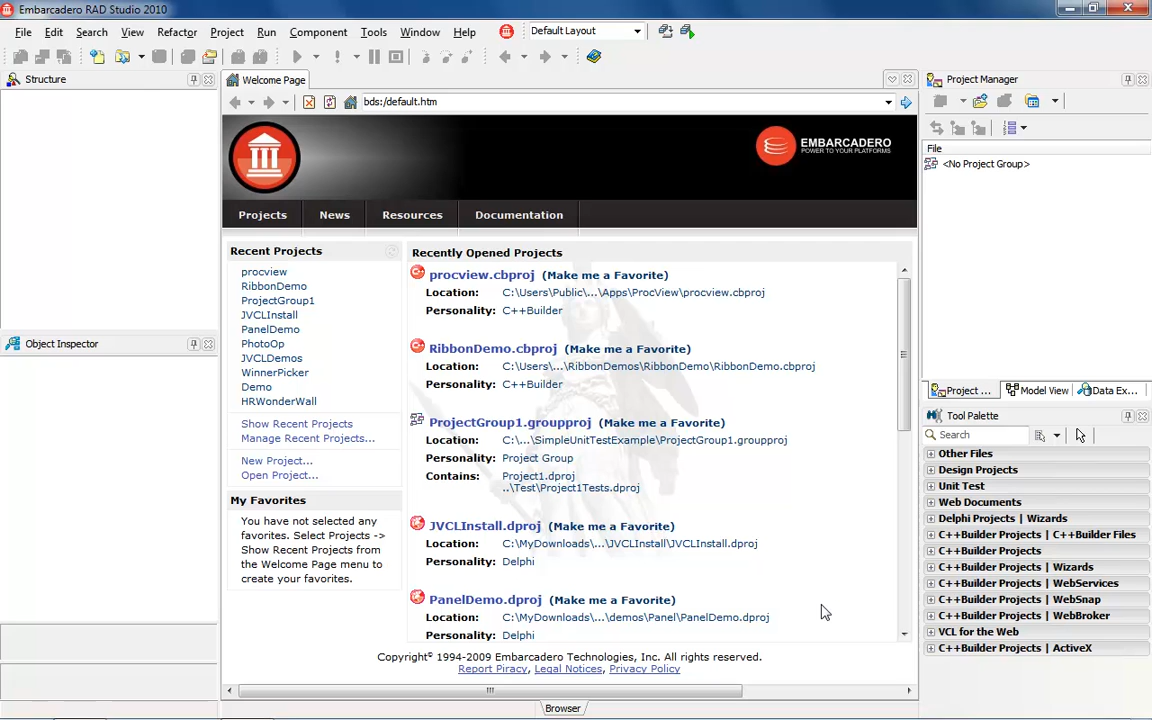 Embarcadero RAD Studio 2010
File Edit Search View Refactor Project Run Component Tools Window Help Default Layout
Structure
Welcome Page
bds:/default.htm
Project Manager
File
<No Project Group>
EMBARCADERO
POWER TO YOUR PLATFORMS
Projects News Resources Documentation
Recent Projects
procview
RibbonDemo
ProjectGroup1
JVCLInstall
PanelDemo
PhotoOp
JVCLDemos
WinnerPicker
Demo
HRWonderWall
Show Recent Projects
Manage Recent Projects...
New Project...
Open Project...
My Favorites
You have not selected any
favorites. Select Projects ->
Show Recent Projects from
the Welcome Page menu to
create your favorites.
Recently Opened Projects
procview.cbproj (Make me a Favorite)
Location: C:\Users\Public\...\Apps\ProcView\procview.cbproj
Personality: C++Builder
RibbonDemo.cbproj (Make me a Favorite)
Location: C:\Users\...\RibbonDemos\RibbonDemo\RibbonDemo.cbproj
Personality: C++Builder
ProjectGroup1.groupproj (Make me a Favorite)
Location: C:\...\SimpleUnitTestExample\ProjectGroup1.groupproj
Personality: Project Group
Contains: Project1.dproj
..\Test\Project1Tests.dproj
JVCLInstall.dproj (Make me a Favorite)
Location: C:\MyDownloads\...\JVCLInstall\JVCLInstall.dproj
Personality: Delphi
PanelDemo.dproj (Make me a Favorite)
Location: C:\MyDownloads\...\demos\Panel\PanelDemo.dproj
Personality: Delphi
Copyright© 1994-2009 Embarcadero Technologies, Inc. All rights reserved.
Report Piracy, Legal Notices, Privacy Policy
Browser
Object Inspector
Project ... Model View Data Ex...
Tool Palette
Search
Other Files
Design Projects
Unit Test
Web Documents
Delphi Projects | Wizards
C++Builder Projects | C++Builder Files
C++Builder Projects
C++Builder Projects | Wizards
C++Builder Projects | WebServices
C++Builder Projects | WebSnap
C++Builder Projects | WebBroker
VCL for the Web
C++Builder Projects | ActiveX